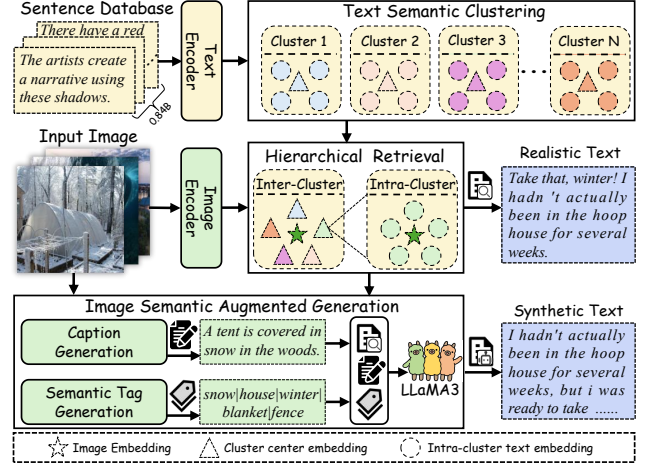 Sentence Database
There have a red
The artists create
a narrative using
these shadows.
0.84B
Text
Encoder
Text Semantic Clustering
Cluster 1
Cluster 2
Cluster 3
Cluster N
Input Image
Image
Encoder
Hierarchical Retrieval
Inter-Cluster
Intra-Cluster
Realistic Text
Take that, winter! I
hadn 't actually
been in the hoop
house for several
weeks.
Image Semantic Augmented Generation
Caption
Generation
A tent is covered in
snow in the woods.
Semantic Tag
Generation
snow|house|winter|
blanket|fence
LLaMA3
Synthetic Text
I hadn't actually
been in the hoop
house for several
weeks, but i was
ready to take ......
Image Embedding
Cluster center embedding
Intra-cluster text embedding